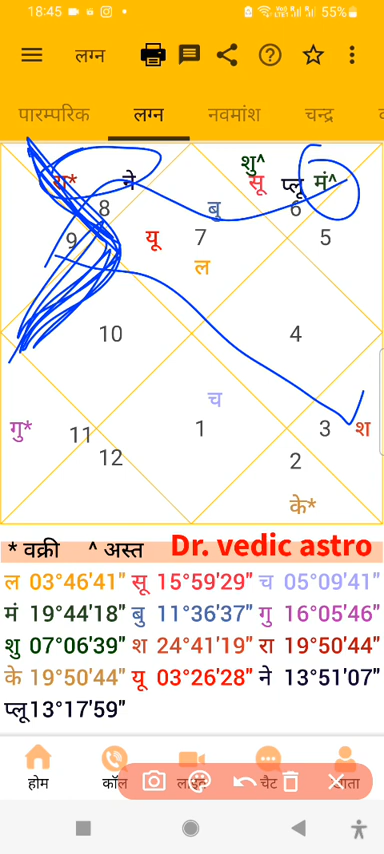 18:45 55%
लग्न
पारम्परिक लग्न नवमांश चन्द्र
शु^
रा* ने सू प्लू मं^
8 बु 6
9 यू 7 5
ल
10 4
च
गु* 11 1 3 श
12 2
के*
* वक्री ^ अस्त Dr. vedic astro
ल 03°46'41" सू 15°59'29" च 05°09'41"
मं 19°44'18" बु 11°36'37" गु 16°05'46"
शु 07°06'39" श 24°41'19" रा 19°50'44"
के 19°50'44" यू 03°26'28" ने 13°51'07"
प्लू 13°17'59"
होम कॉल चैट